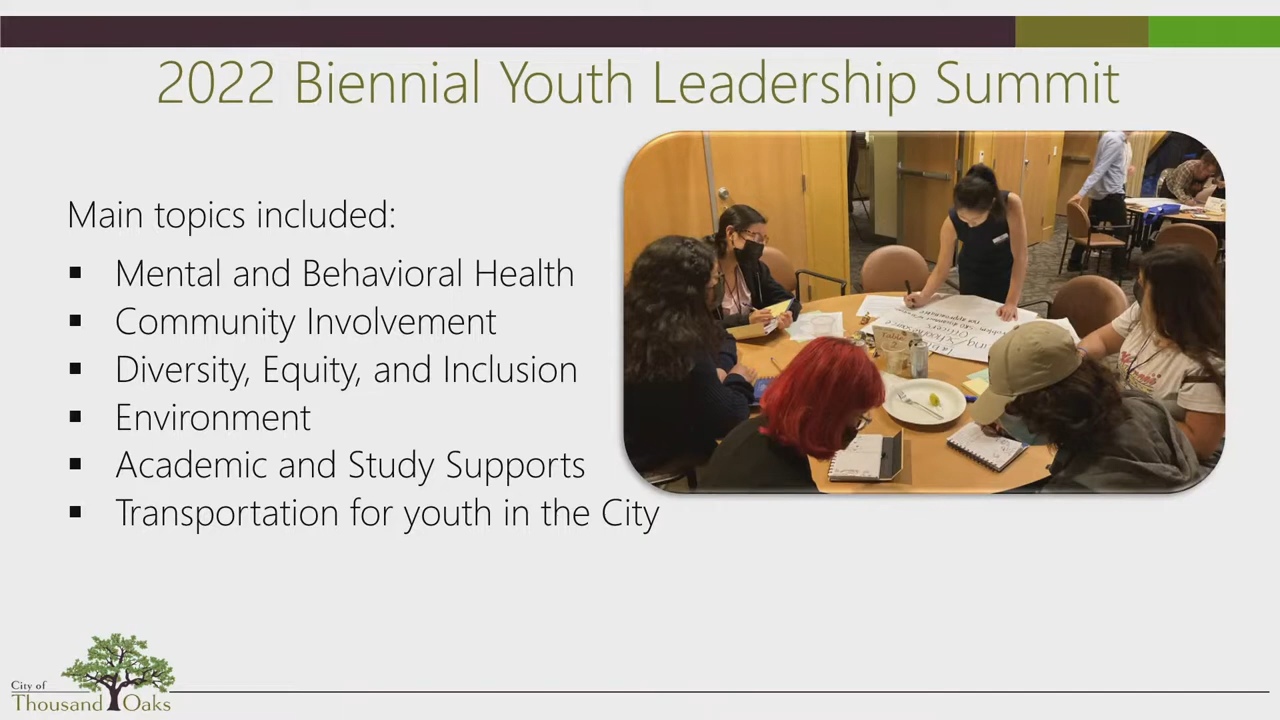 2022 Biennial Youth Leadership Summit
Main topics included:
▪ Mental and Behavioral Health
▪ Community Involvement
▪ Diversity, Equity, and Inclusion
▪ Environment
▪ Academic and Study Supports
▪ Transportation for youth in the City
Table
City of
Thousand Oaks